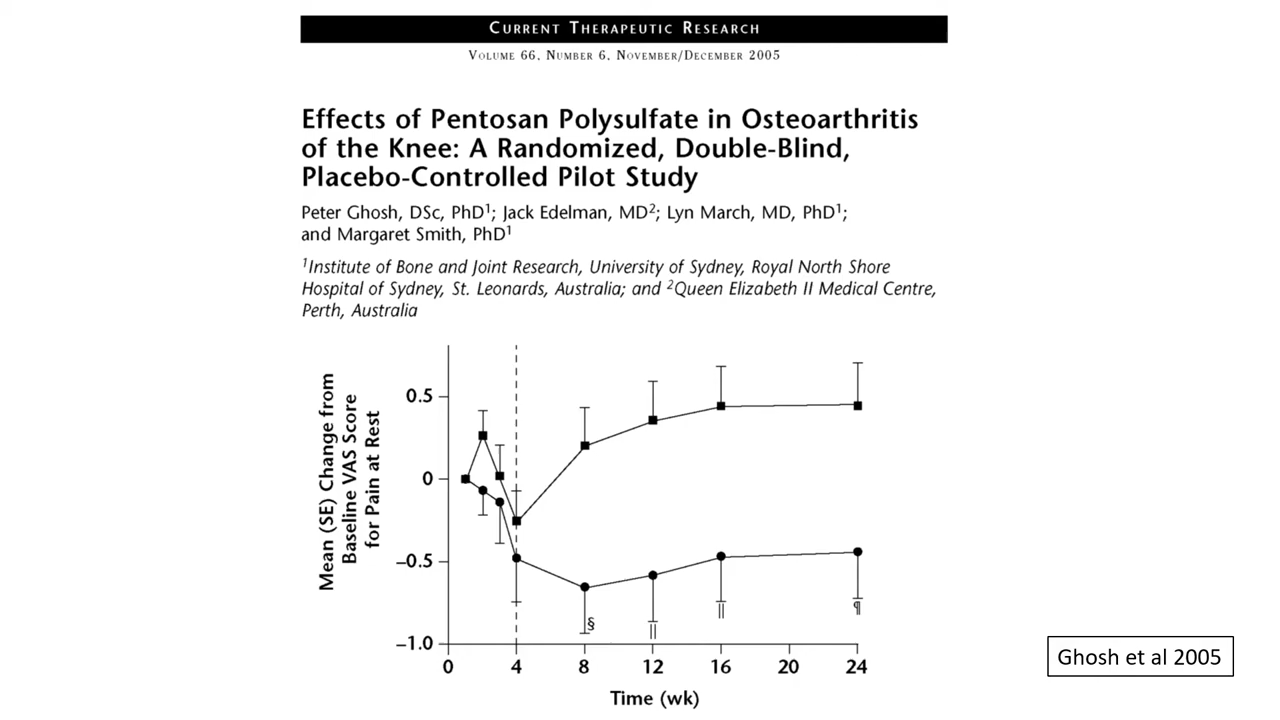 CURRENT THERAPEUTIC RESEARCH
VOLUME 66, NUMBER 6, NOVEMBER/DECEMBER 2005
Effects of Pentosan Polysulfate in Osteoarthritis
of the Knee: A Randomized, Double-Blind,
Placebo-Controlled Pilot Study
Peter Ghosh, DSc, PhD¹; Jack Edelman, MD²; Lyn March, MD, PhD¹;
and Margaret Smith, PhD¹
¹Institute of Bone and Joint Research, University of Sydney, Royal North Shore
Hospital of Sydney, St. Leonards, Australia; and ²Queen Elizabeth II Medical Centre,
Perth, Australia
Mean (SE) Change from
Baseline VAS Score
for Pain at Rest
0.5
0
−0.5
−1.0
§
||
||
¶
0 4 8 12 16 20 24
Time (wk)
Ghosh et al 2005